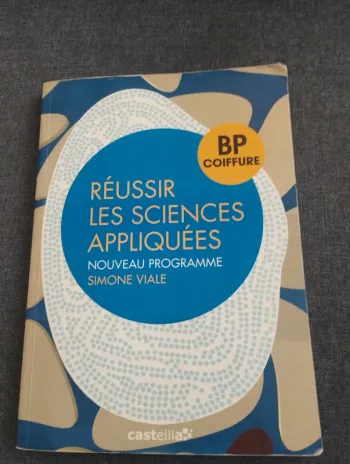 BP
COIFFURE
RÉUSSIR
LES SCIENCES
APPLIQUÉES
NOUVEAU PROGRAMME
SIMONE VIALE
casteilla